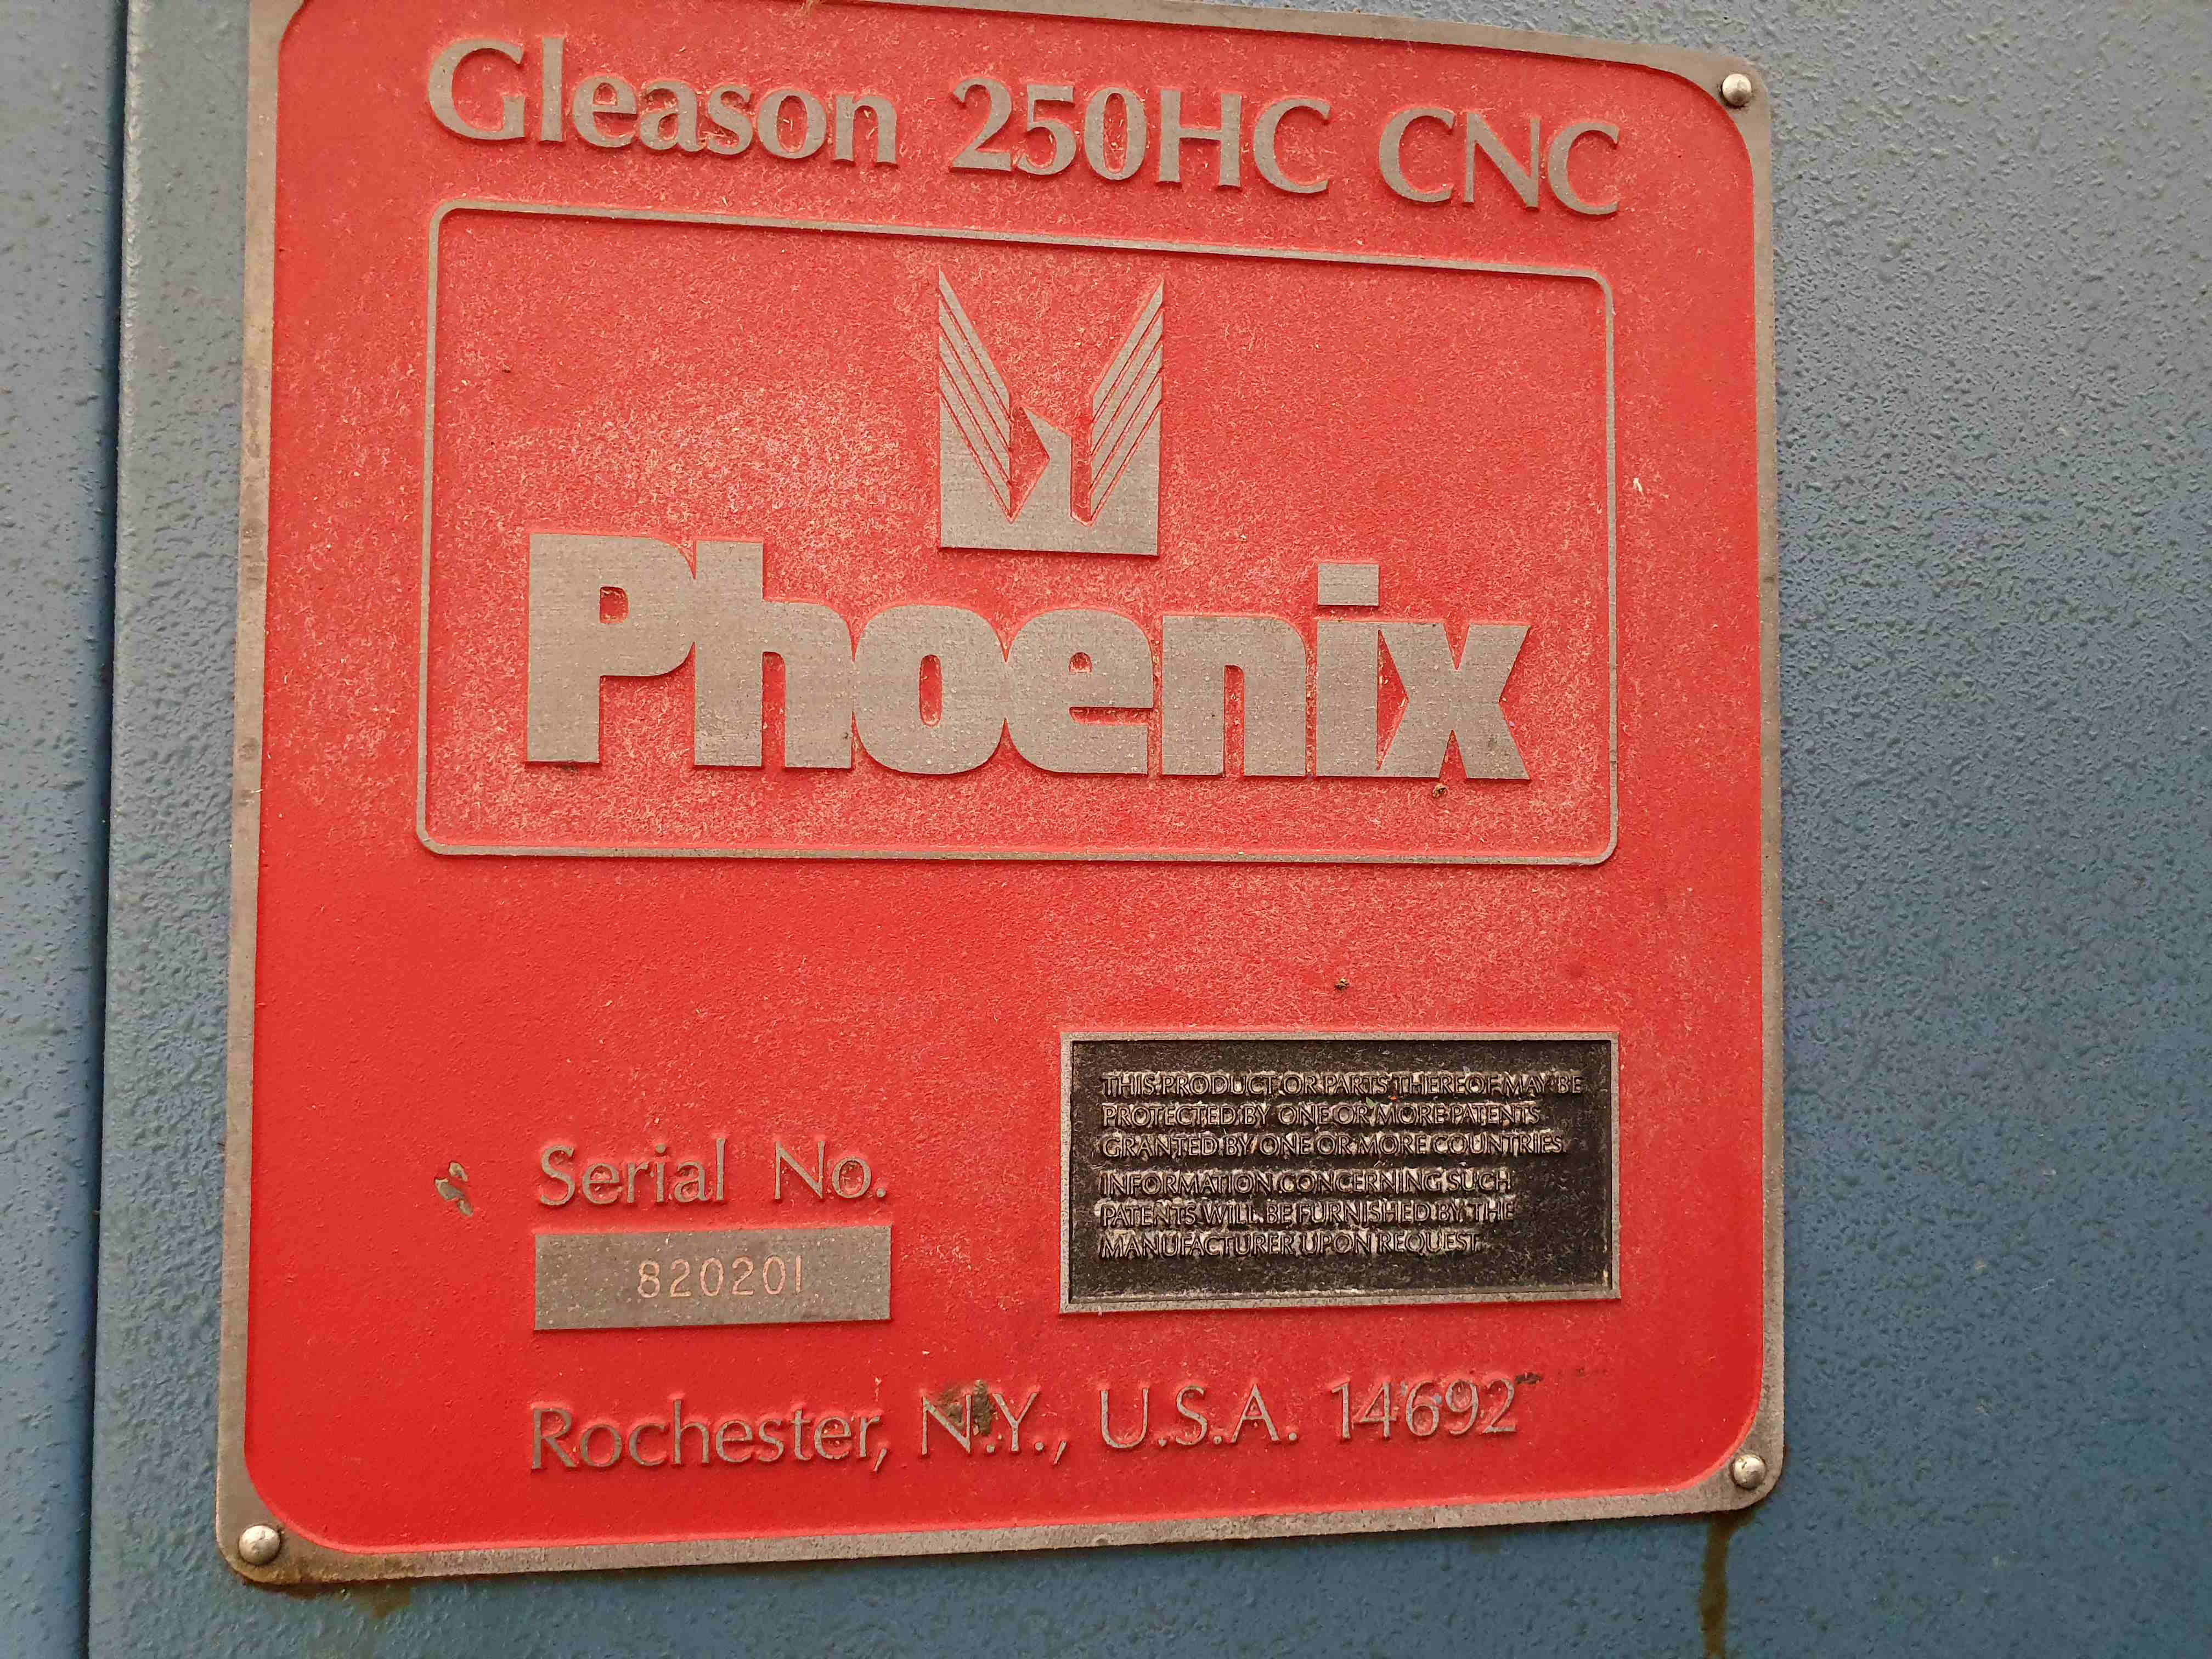 Gleason 250HC CNC
Phoenix
Serial No.
820201
THIS PRODUCT OR PARTS THEREOF MAY BE
PROTECTED BY ONE OR MORE PATENTS
GRANTED BY ONE OR MORE COUNTRIES.
INFORMATION CONCERNING SUCH
PATENTS WILL BE FURNISHED BY THE
MANUFACTURER UPON REQUEST.
Rochester, N.Y., U.S.A. 14692